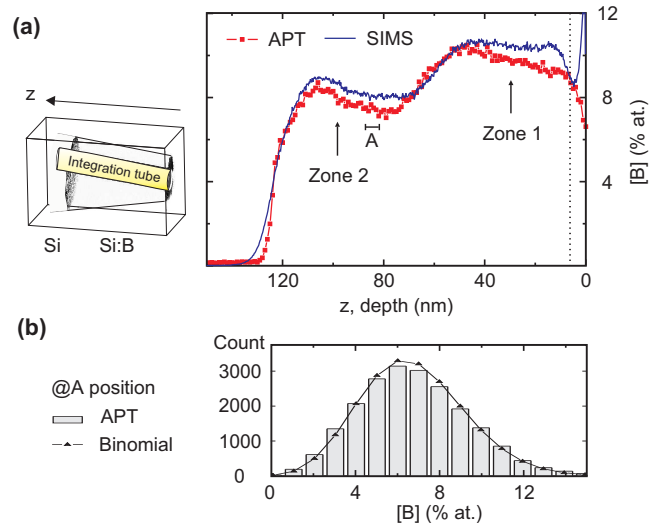 (a)
APT
SIMS
12
8
4
[B] (% at.)
Zone 1
Zone 2
A
120
80
40
0
z, depth (nm)
z
Integration tube
Si
Si:B
(b)
@A position
APT
Binomial
Count
3000
2000
1000
0
0
4
8
12
[B] (% at.)